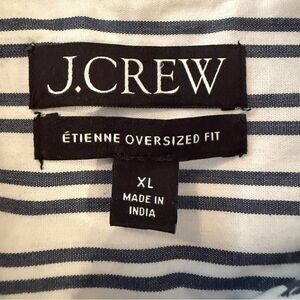 J.CREW
ÉTIENNE OVERSIZED FIT
XL
MADE IN
INDIA